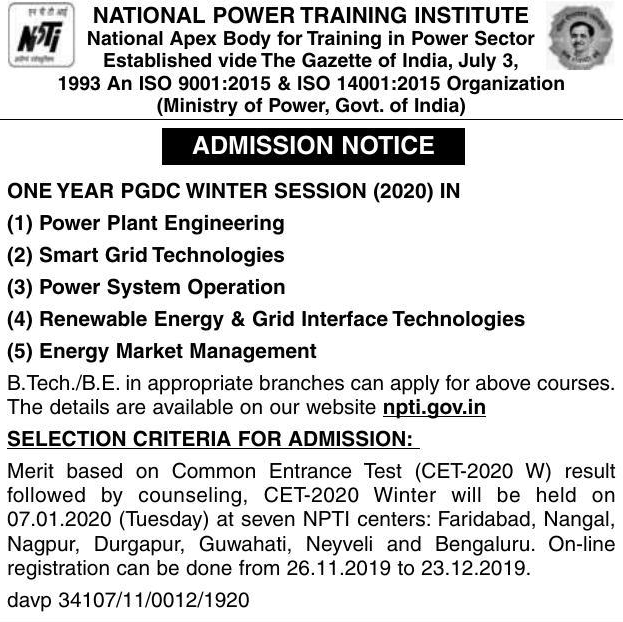 एन पी टी आई
NPTI
NATIONAL POWER TRAINING INSTITUTE
National Apex Body for Training in Power Sector
Established vide The Gazette of India, July 3,
1993 An ISO 9001:2015 & ISO 14001:2015 Organization
(Ministry of Power, Govt. of India)
ADMISSION NOTICE
ONE YEAR PGDC WINTER SESSION (2020) IN
(1) Power Plant Engineering
(2) Smart Grid Technologies
(3) Power System Operation
(4) Renewable Energy & Grid Interface Technologies
(5) Energy Market Management
B.Tech./B.E. in appropriate branches can apply for above courses.
The details are available on our website npti.gov.in
SELECTION CRITERIA FOR ADMISSION:
Merit based on Common Entrance Test (CET-2020 W) result
followed by counseling, CET-2020 Winter will be held on
07.01.2020 (Tuesday) at seven NPTI centers: Faridabad, Nangal,
Nagpur, Durgapur, Guwahati, Neyveli and Bengaluru. On-line
registration can be done from 26.11.2019 to 23.12.2019.
davp 34107/11/0012/1920